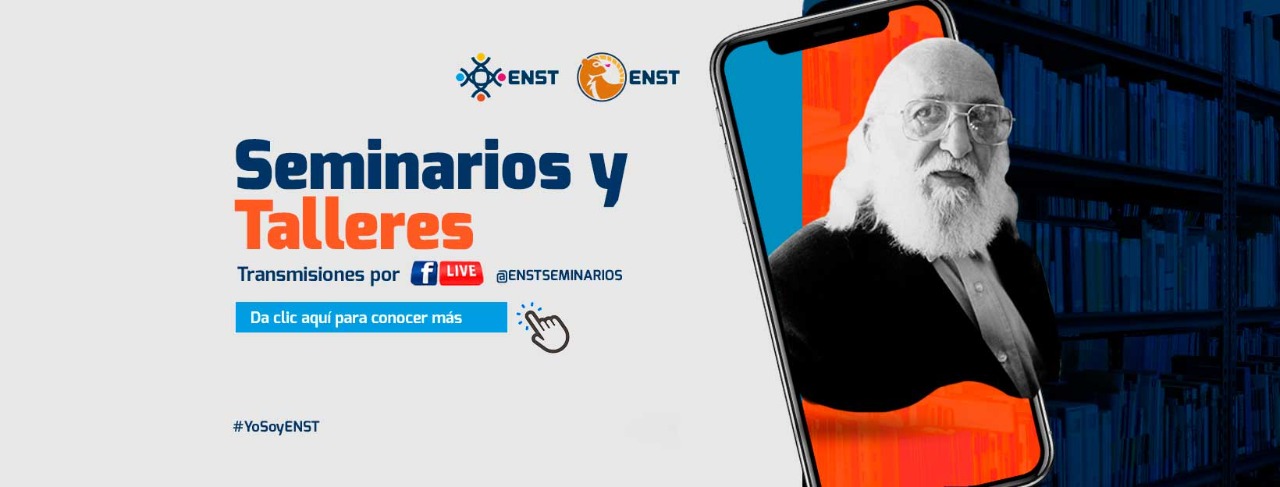 ENST ENST
Seminarios y
Talleres
Transmisiones por f LIVE @ENSTSEMINARIOS
Da clic aquí para conocer más
#YoSoyENST